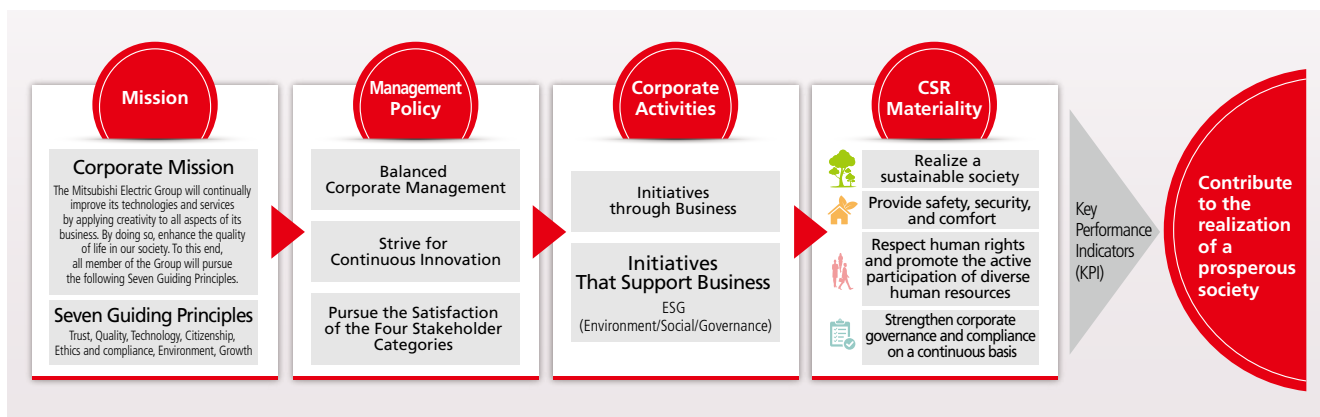 Mission
Corporate Mission
The Mitsubishi Electric Group will continually
improve its technologies and services
by applying creativity to all aspects of its
business. By doing so, enhance the quality
of life in our society. To this end,
all member of the Group will pursue
the following Seven Guiding Principles.
Seven Guiding Principles
Trust, Quality, Technology, Citizenship,
Ethics and compliance, Environment, Growth
Management
Policy
Balanced
Corporate Management
Strive for
Continuous Innovation
Pursue the Satisfaction
of the Four Stakeholder
Categories
Corporate
Activities
Initiatives
through Business
Initiatives
That Support Business
ESG
(Environment/Social/Governance)
CSR
Materiality
Realize a
sustainable society
Provide safety, security,
and comfort
Respect human rights
and promote the active
participation of diverse
human resources
Strengthen corporate
governance and compliance
on a continuous basis
Key
Performance
Indicators
(KPI)
Contribute
to the
realization
of a
prosperous
society